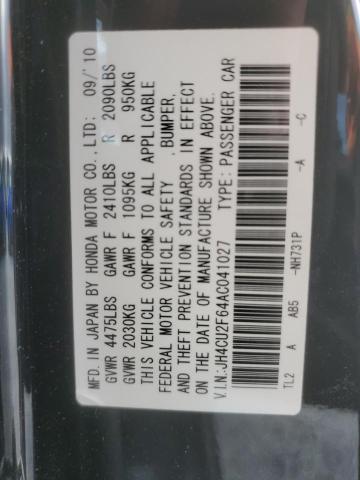 MFD. IN JAPAN BY HONDA MOTOR CO.,LTD: 09/'10
GVWR 4475LBS GAWR F 2410LBS R 2090LBS
GVWR 2030KG GAWR F 1095KG R 950KG
THIS VEHICLE CONFORMS TO ALL APPLICABLE
FEDERAL MOTOR VEHICLE SAFETY , BUMPER,
AND THEFT PREVENTION STANDARDS IN EFFECT
ON THE DATE OF MANUFACTURE SHOWN ABOVE.
V.I.N.:JH4CU2F64AC041027 TYPE: PASSENGER CAR
TL2 A AB5 -NH731P -A -C